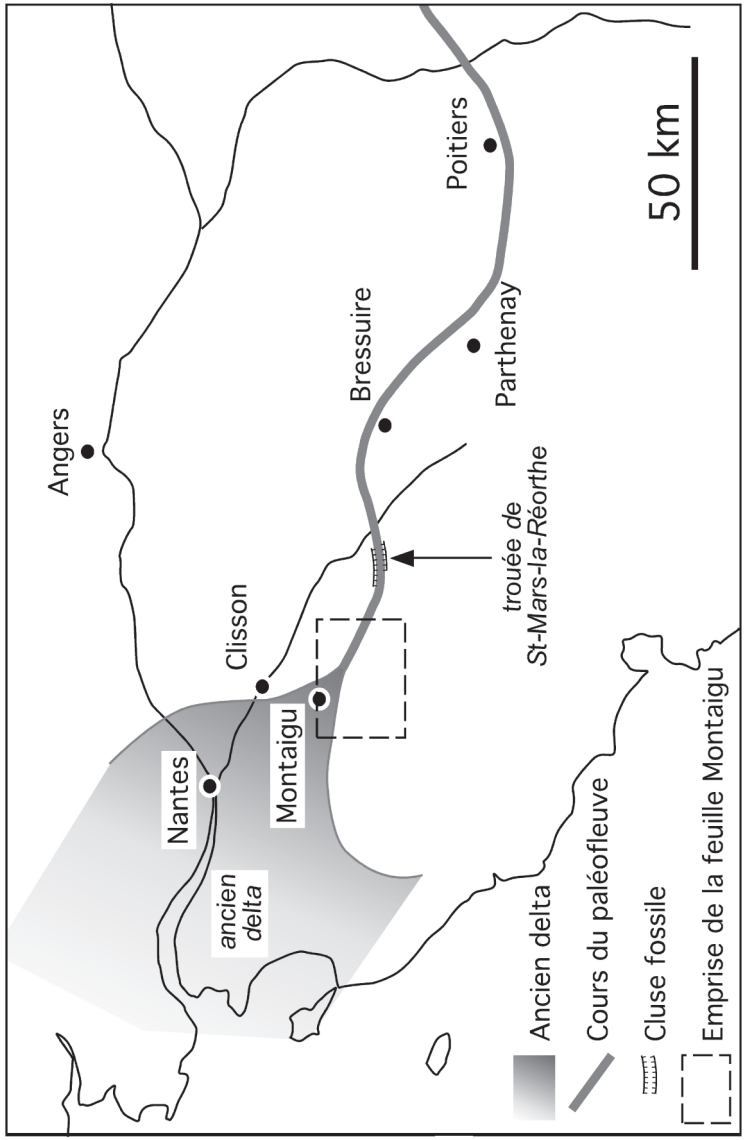 Angers
Nantes
Clisson
Montaigu
ancien
delta
Bressuire
Poitiers
Parthenay
trouée de
St-Mars-la-Réorthe
50 km
Ancien delta
Cours du paléofleuve
Cluse fossile
Emprise de la feuille Montaigu